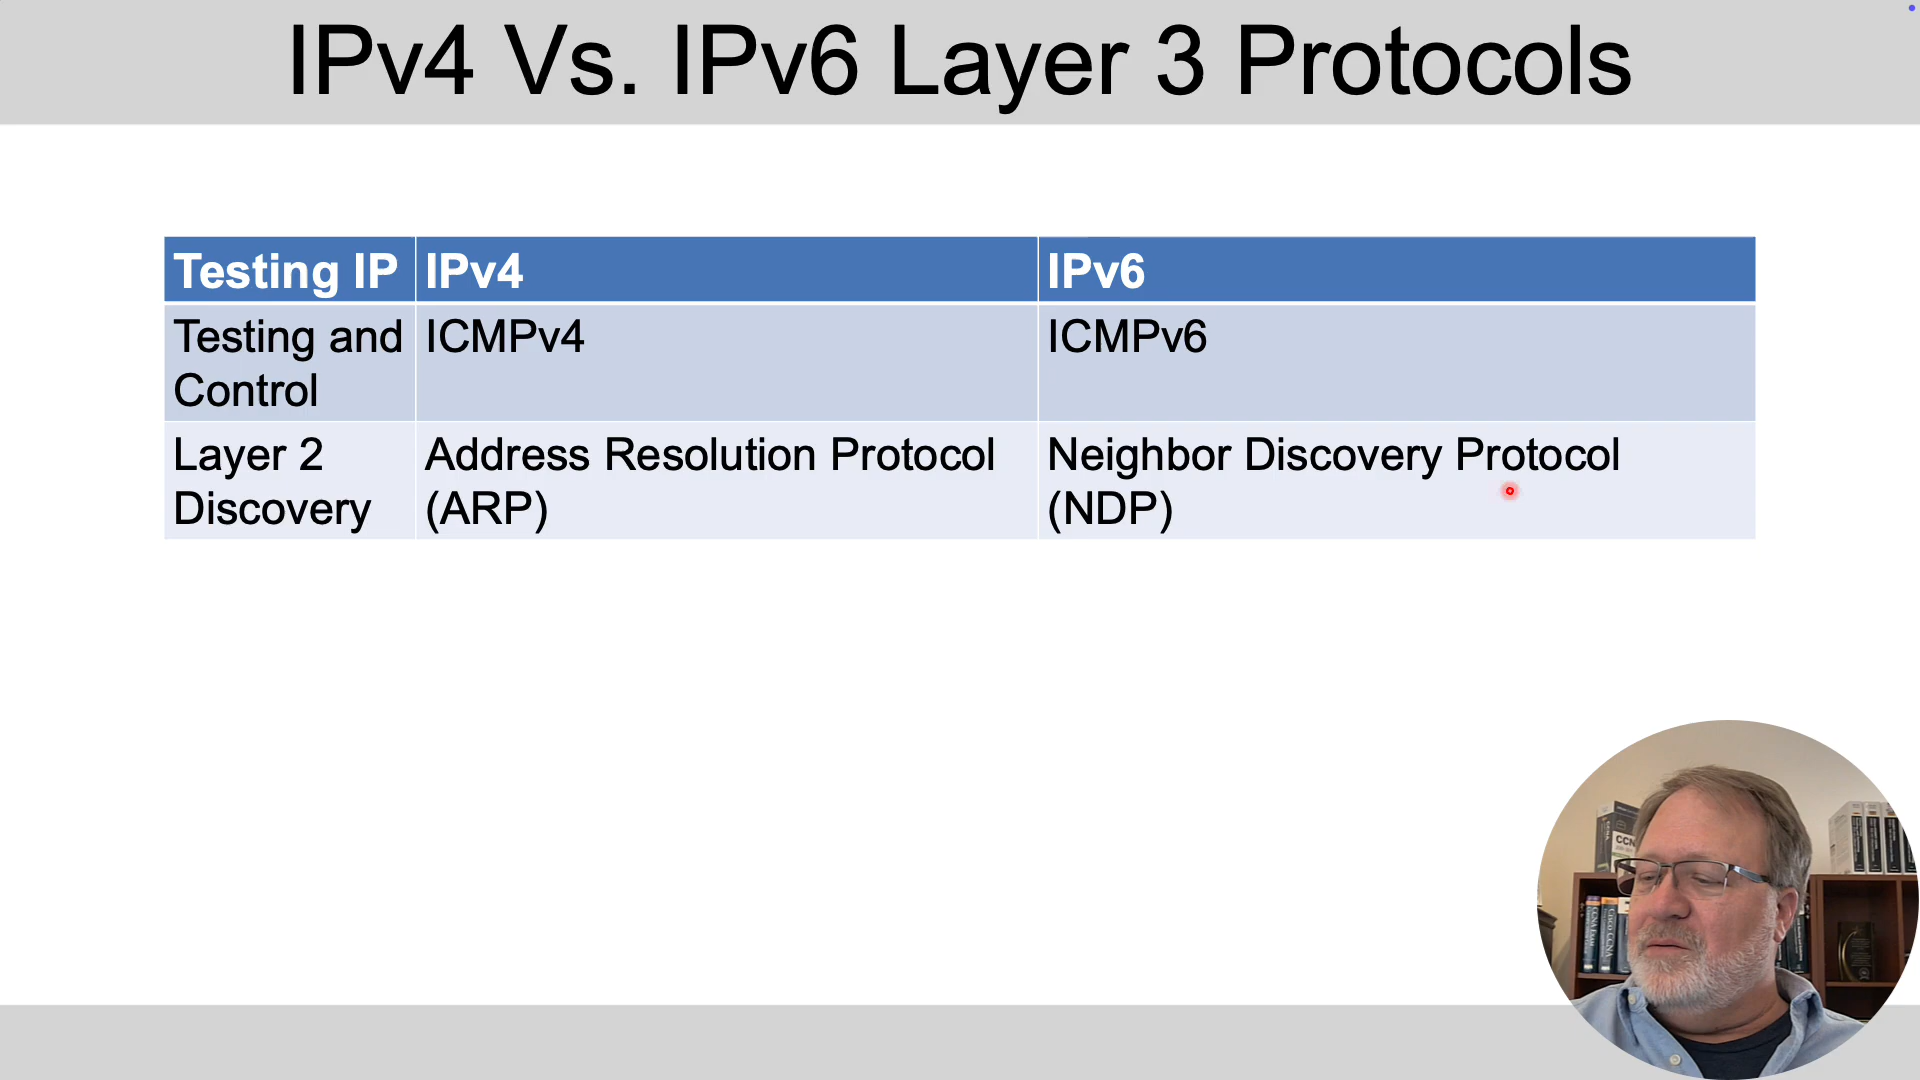 IPv4 Vs. IPv6 Layer 3 Protocols
Testing IP
IPv4
IPv6
Testing and
Control
ICMPv4
ICMPv6
Layer 2
Discovery
Address Resolution Protocol
(ARP)
Neighbor Discovery Protocol
(NDP)
CCNA